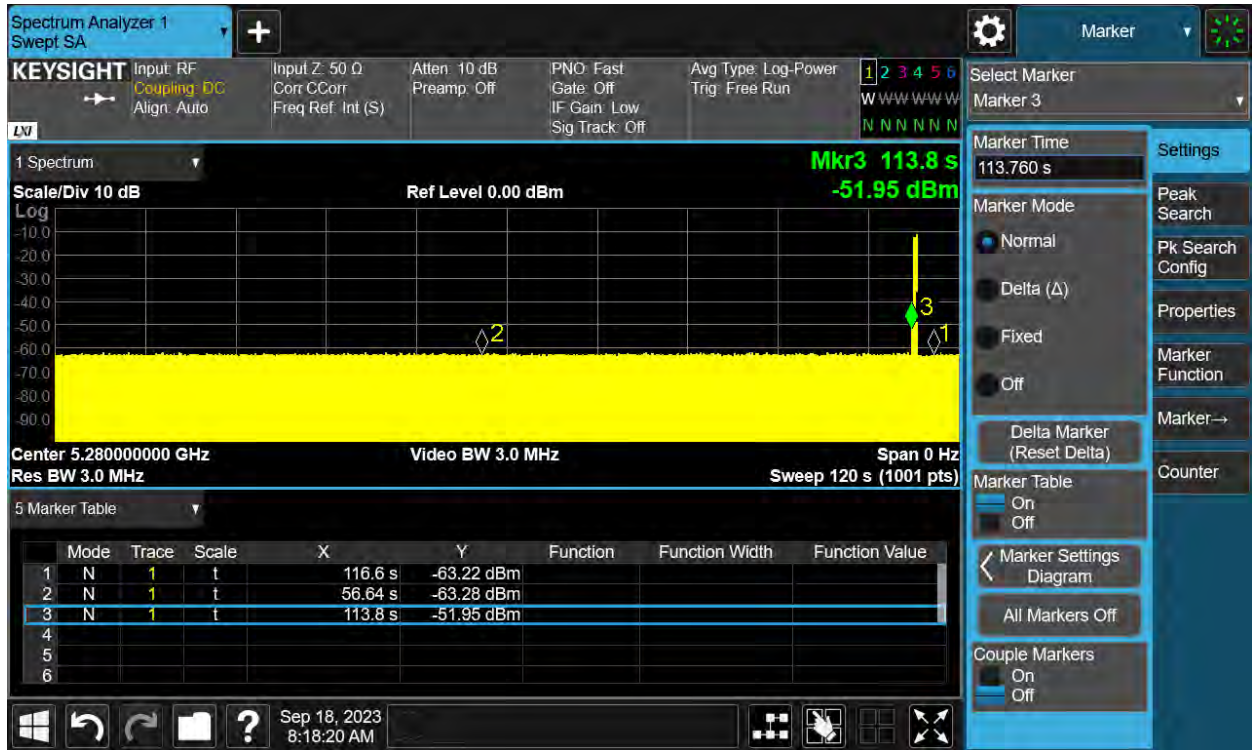 Spectrum Analyzer 1
Swept SA
+
Marker
KEYSIGHT
LXI
Input: RF
Coupling: DC
Align: Auto
Input Z: 50 Ω
Corr CCorr
Freq Ref: Int (S)
Atten: 10 dB
Preamp: Off
PNO: Fast
Gate: Off
IF Gain: Low
Sig Track: Off
Avg Type: Log-Power
Trig: Free Run
1 2 3 4 5 6
W W W W W W
N N N N N N
Select Marker
Marker 3
1 Spectrum
Mkr3 113.8 s
-51.95 dBm
Scale/Div 10 dB
Ref Level 0.00 dBm
Log
-10.0
-20.0
-30.0
-40.0
-50.0
-60.0
-70.0
-80.0
-90.0
3
2
1
Center 5.280000000 GHz
Video BW 3.0 MHz
Span 0 Hz
Res BW 3.0 MHz
Sweep 120 s (1001 pts)
5 Marker Table
Mode Trace Scale X Y Function Function Width Function Value
1 N 1 t 116.6 s -63.22 dBm
2 N 1 t 56.64 s -63.28 dBm
3 N 1 t 113.8 s -51.95 dBm
4
5
6
Marker Time
113.760 s
Marker Mode
Normal
Delta (Δ)
Fixed
Off
Delta Marker
(Reset Delta)
Marker Table
On
Off
Marker Settings
Diagram
All Markers Off
Couple Markers
On
Off
Settings
Peak
Search
Pk Search
Config
Properties
Marker
Function
Marker→
Counter
?
Sep 18, 2023
8:18:20 AM